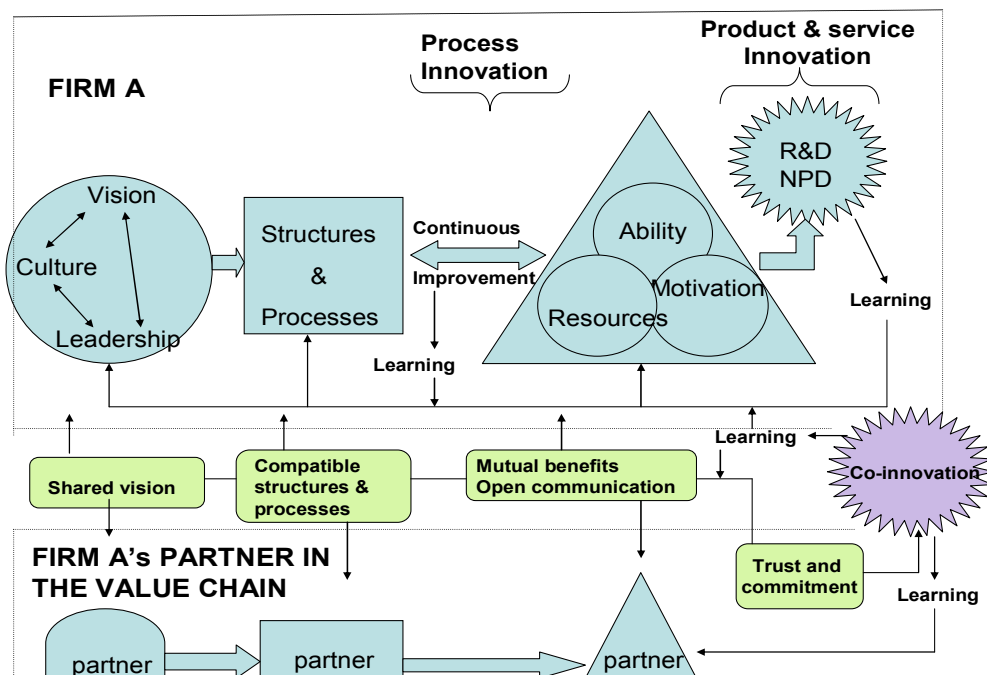 Process
Innovation
Product & service
Innovation
FIRM A
R&D
NPD
Vision
Culture
Leadership
Structures
&
Processes
Continuous
Improvement
Learning
Ability
Motivation
Resources
Learning
Learning
Co-innovation
Shared vision
Compatible
structures &
processes
Mutual benefits
Open communication
Trust and
commitment
Learning
FIRM A's PARTNER IN
THE VALUE CHAIN
partner
partner
partner